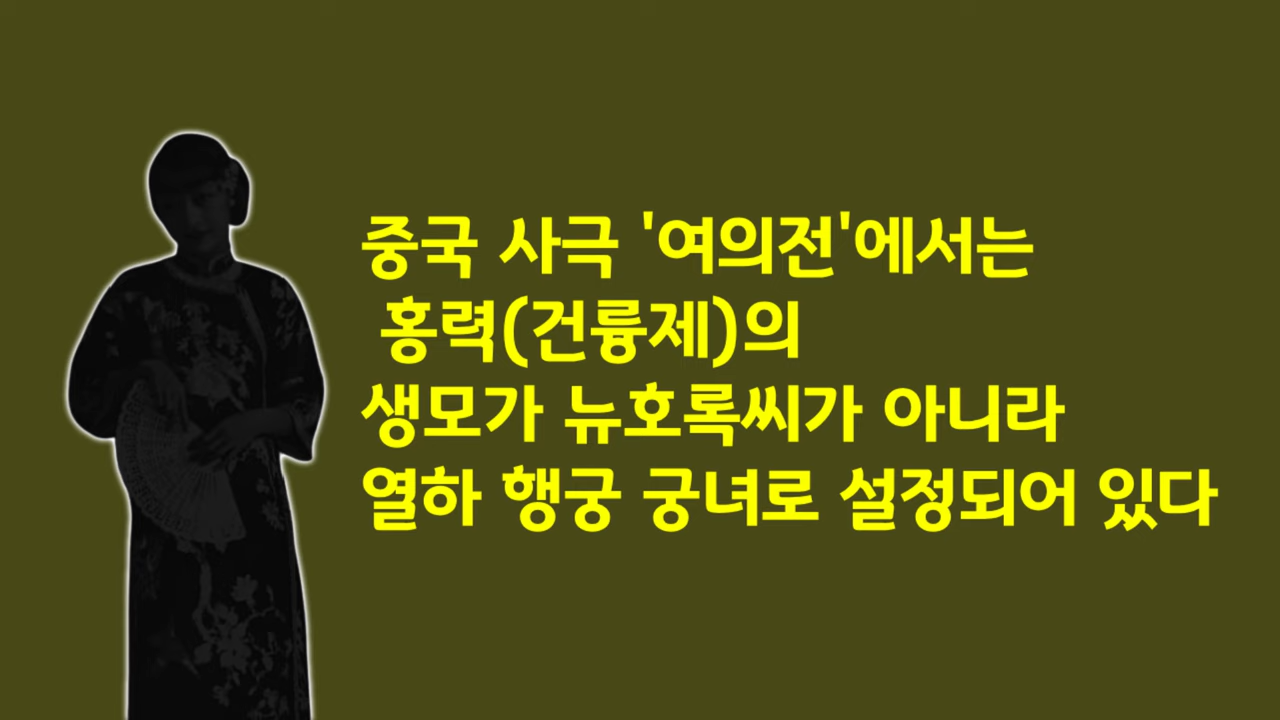 중국 사극 '여의전'에서는
홍력(건륭제)의
생모가 뉴호록씨가 아니라
열하 행궁 궁녀로 설정되어 있다